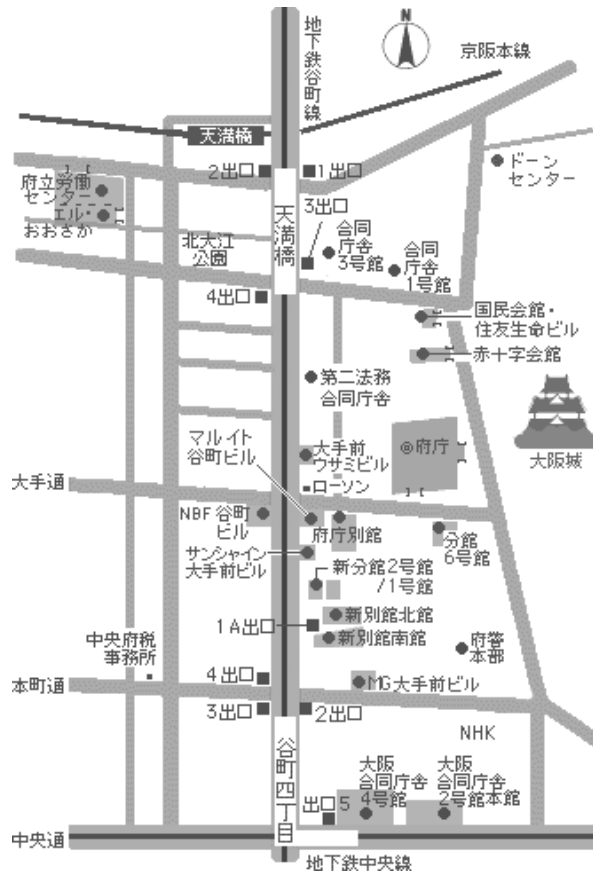 N
地下鉄谷町線
京阪本線
天満橋
2出口
1出口
ドーン
センター
府立労働
センター
エル・
おおさか
3出口
天満橋
北大江
公園
合同
庁舎
3号館
合同
庁舎
1号館
4出口
国民会館・
住友生命ビル
赤十字会館
第二法務
合同庁舎
マルイト
谷町ビル
大手前
ウサミビル
府庁
大阪城
大手通
ローソン
NBF谷町
ビル
府庁別館
分館
6号館
サンシャイン
大手前ビル
新分館2号館
/1号館
新別館北館
1A出口
新別館南館
中央府税
事務所
府警
本部
4出口
本町通
MG大手前ビル
3出口
2出口
NHK
谷町四丁目
大阪
合同庁舎
4号館
大阪
合同庁舎
2号館本館
出口5
中央通
地下鉄中央線